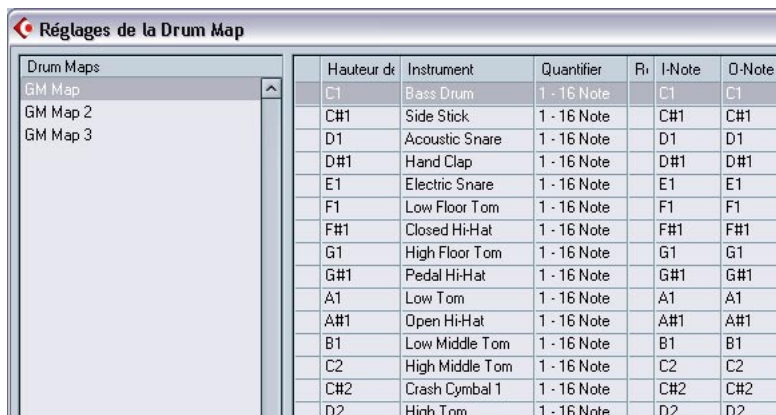 Réglages de la Drum Map
Drum Maps
GM Map
GM Map 2
GM Map 3
Hauteur de Instrument Quantifier I-Note O-Note
C1 Bass Drum 1 - 16 Note C1 C1
C#1 Side Stick 1 - 16 Note C#1 C#1
D1 Acoustic Snare 1 - 16 Note D1 D1
D#1 Hand Clap 1 - 16 Note D#1 D#1
E1 Electric Snare 1 - 16 Note E1 E1
F1 Low Floor Tom 1 - 16 Note F1 F1
F#1 Closed Hi-Hat 1 - 16 Note F#1 F#1
G1 High Floor Tom 1 - 16 Note G1 G1
G#1 Pedal Hi-Hat 1 - 16 Note G#1 G#1
A1 Low Tom 1 - 16 Note A1 A1
A#1 Open Hi-Hat 1 - 16 Note A#1 A#1
B1 Low Middle Tom 1 - 16 Note B1 B1
C2 High Middle Tom 1 - 16 Note C2 C2
C#2 Crash Cymbal 1 1 - 16 Note C#2 C#2
D2 High Tom 1 - 16 Note D2 D2